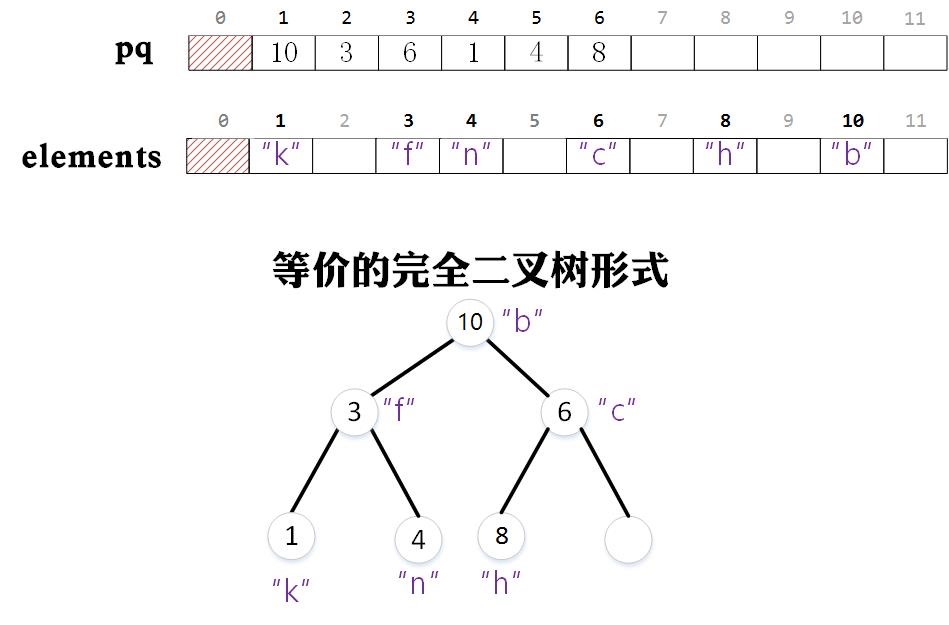 0 1 2 3 4 5 6 7 8 9 10 11
pq 10 3 6 1 4 8
0 1 2 3 4 5 6 7 8 9 10 11
elements "k" "f" "n" "c" "h" "b"
等价的完全二叉树形式
10 "b"
3 "f" 6 "c"
1 4 8
"k" "n" "h"